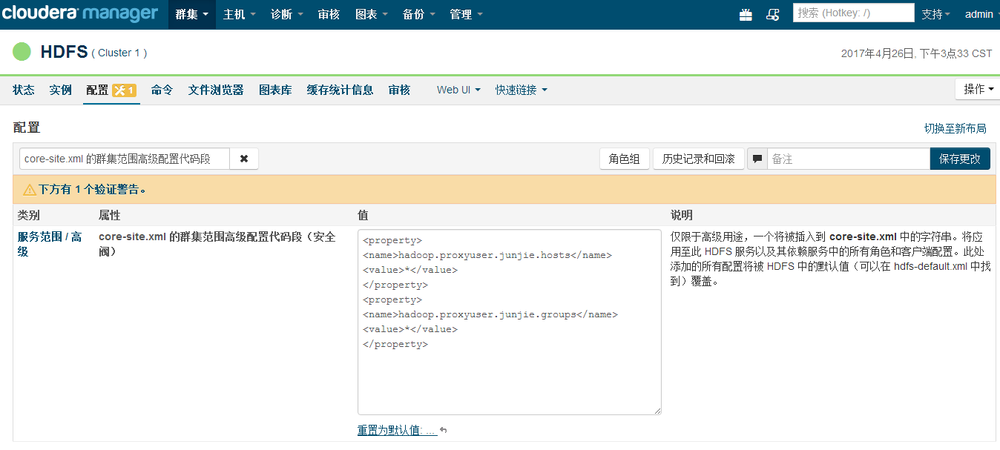 cloudera manager 群集 主机 诊断 审核 图表 备份 管理 搜索 (Hotkey: /) 支持 admin
HDFS ( Cluster 1 ) 2017年4月26日, 下午3点33 CST
状态 实例 配置 1 命令 文件浏览器 图表库 缓存统计信息 审核 Web UI 快速链接 操作
配置 切换至新布局
core-site.xml 的群集范围高级配置代码段 角色组 历史记录和回滚 备注 保存更改
下方有 1 个验证警告。
类别 属性 值 说明
服务范围 / 高级
core-site.xml 的群集范围高级配置代码段（安全
阀）
<property>
<name>hadoop.proxyuser.junjie.hosts</name>
<value>*</value>
</property>
<property>
<name>hadoop.proxyuser.junjie.groups</name>
<value>*</value>
</property>
重置为默认值: ...
仅限于高级用途，一个将被插入到 core-site.xml 中的字符串。将应
用至此 HDFS 服务以及其依赖服务中的所有角色和客户端配置。此处
添加的所有配置将被 HDFS 中的默认值（可以在 hdfs-default.xml 中找
到）覆盖。